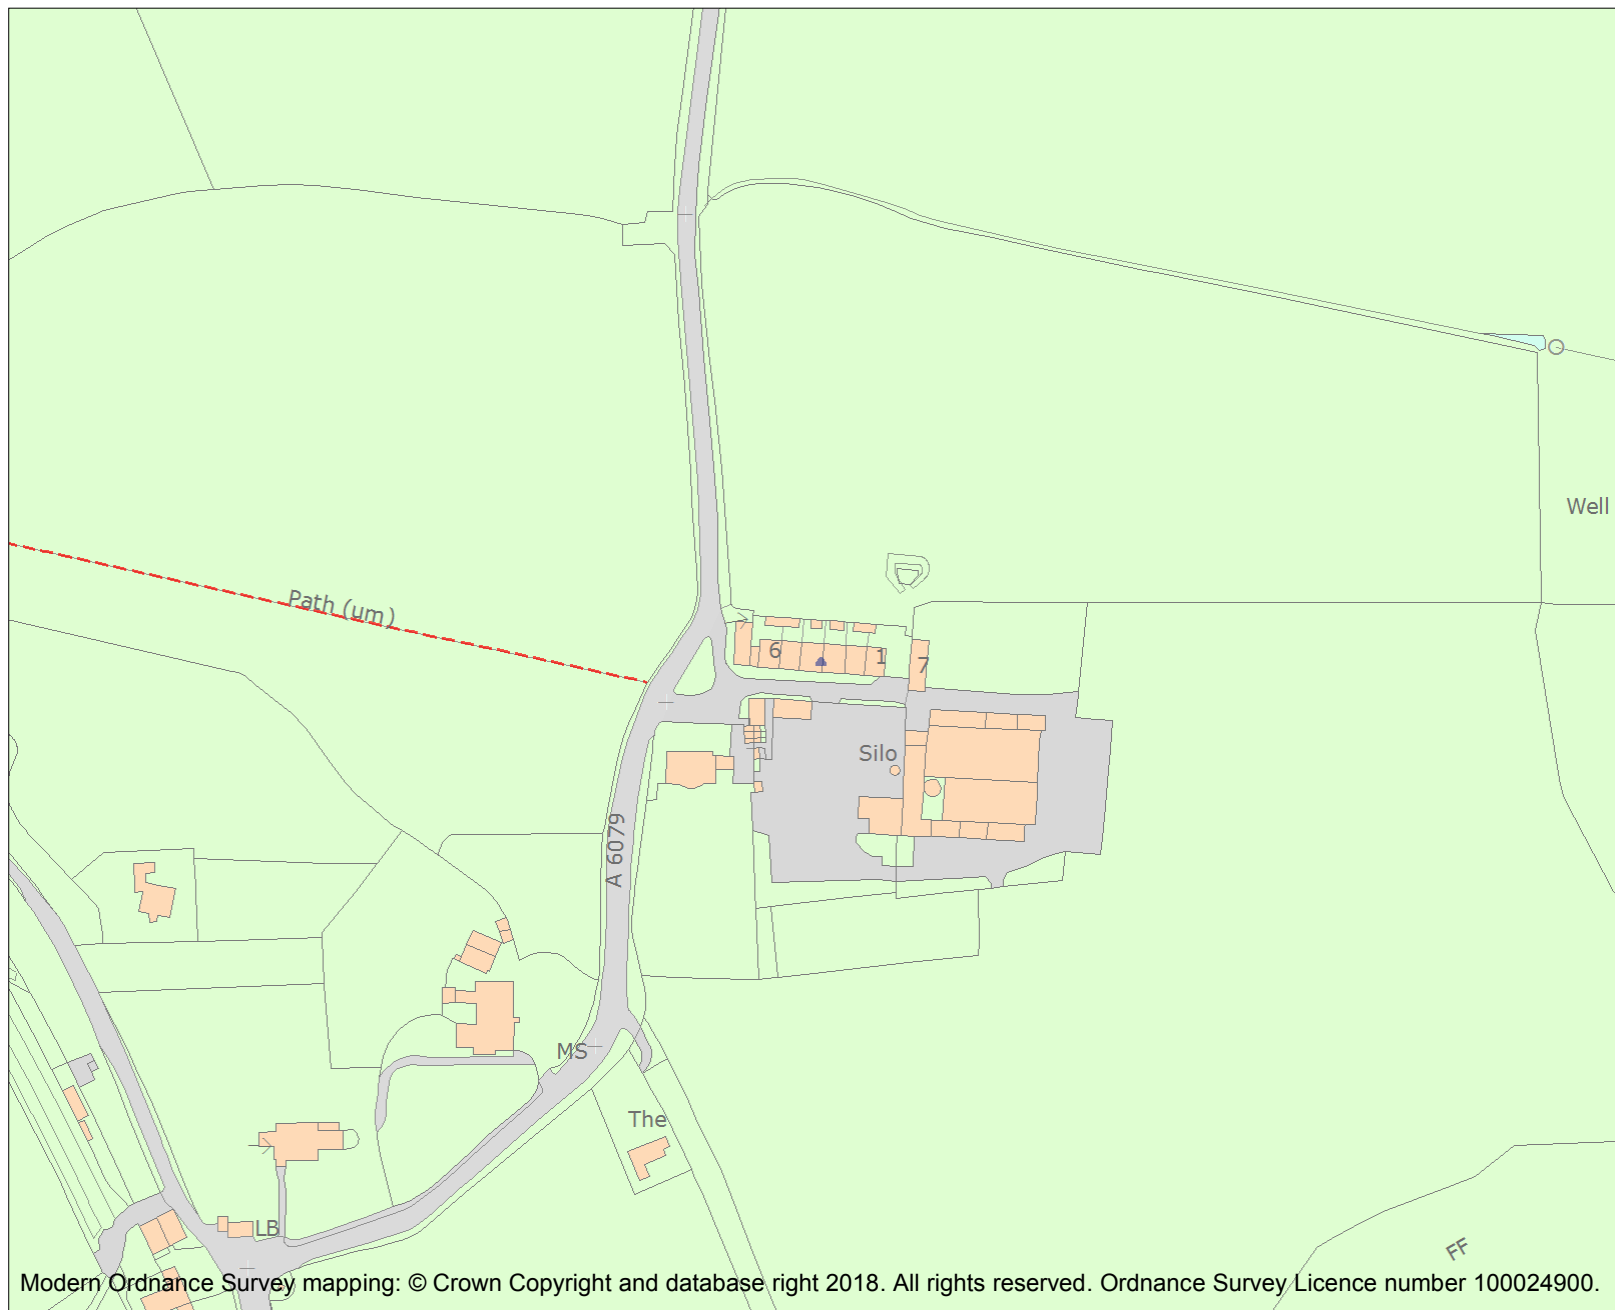 Well
Path (um)
6
1
7
Silo
A 6079
MS
The
LB
FF
Modern Ordnance Survey mapping: © Crown Copyright and database right 2018. All rights reserved. Ordnance Survey Licence number 100024900.